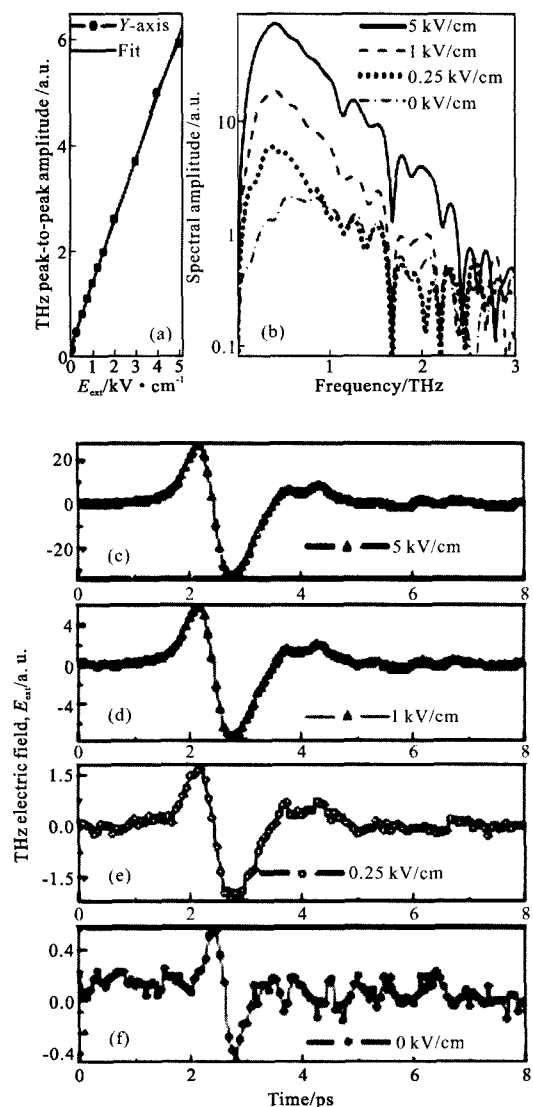 THz peak-to-peak amplitude /a.u.
6
4
2
0
Y-axis
Fit
(a)
0 1 2 3 4 5
E_ext/kV·cm⁻¹
Spectral amplitude /a.u.
10
1
0.1
5 kV/cm
1 kV/cm
0.25 kV/cm
0 kV/cm
(b)
1 2 3
Frequency/THz
THz electric field, E_ext/a. u.
20
0
-20
(c)
5 kV/cm
0 2 4 6 8
4
0
-4
(d)
1 kV/cm
0 2 4 6 8
1.5
0.0
-1.5
(e)
0.25 kV/cm
0 2 4 6 8
0.4
0.0
-0.4
(f)
0 kV/cm
0 2 4 6 8
Time/ps